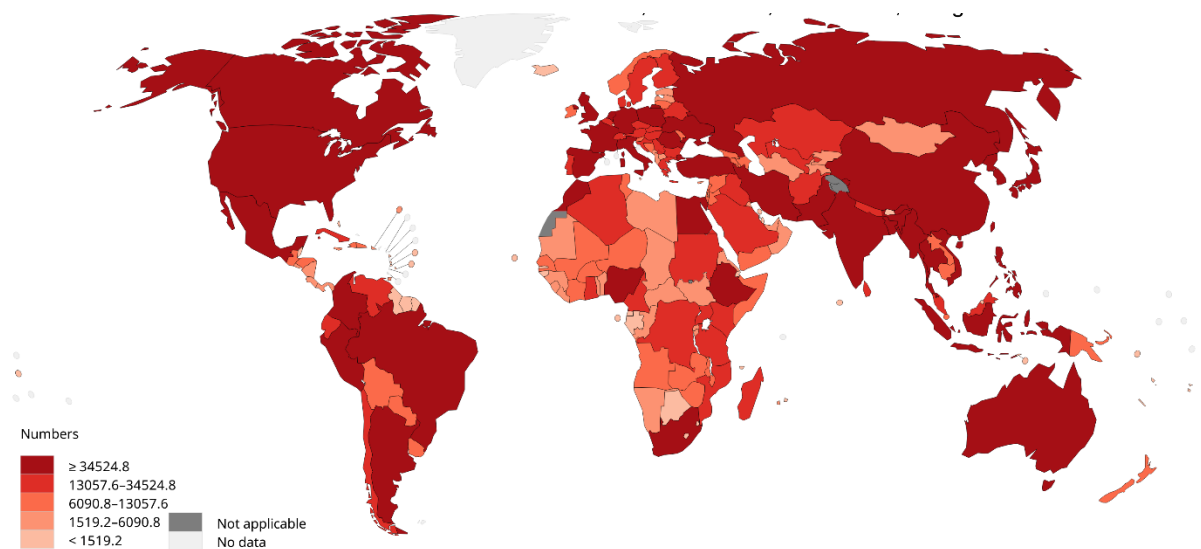 Numbers
≥ 34524.8
13057.6–34524.8
6090.8–13057.6
1519.2–6090.8
< 1519.2
Not applicable
No data